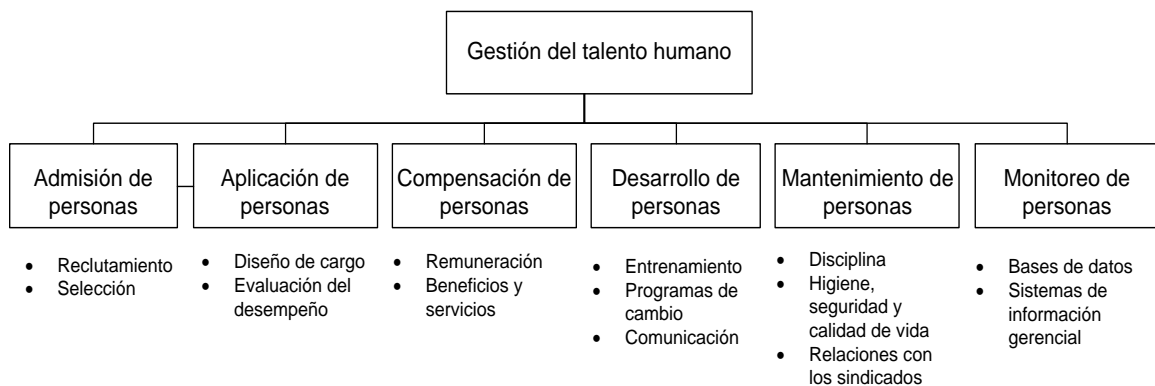 Gestión del talento humano
Admisión de
personas
Aplicación de
personas
Compensación de
personas
Desarrollo de
personas
Mantenimiento de
personas
Monitoreo de
personas
• Reclutamiento
• Selección
• Diseño de cargo
• Evaluación del
desempeño
• Remuneración
• Beneficios y
servicios
• Entrenamiento
• Programas de
cambio
• Comunicación
• Disciplina
• Higiene,
seguridad y
calidad de vida
• Relaciones con
los sindicados
• Bases de datos
• Sistemas de
información
gerencial